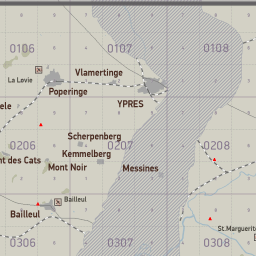 0106
0107
0108
La Lovie
Vlamertinge
Poperinge
YPRES
0206
0207
0208
Scherpenberg
Kemmelberg
Mont Noir
Messines
nt des Cats
Bailleul
Bailleul
St.Marguerit
0306
0307
0308